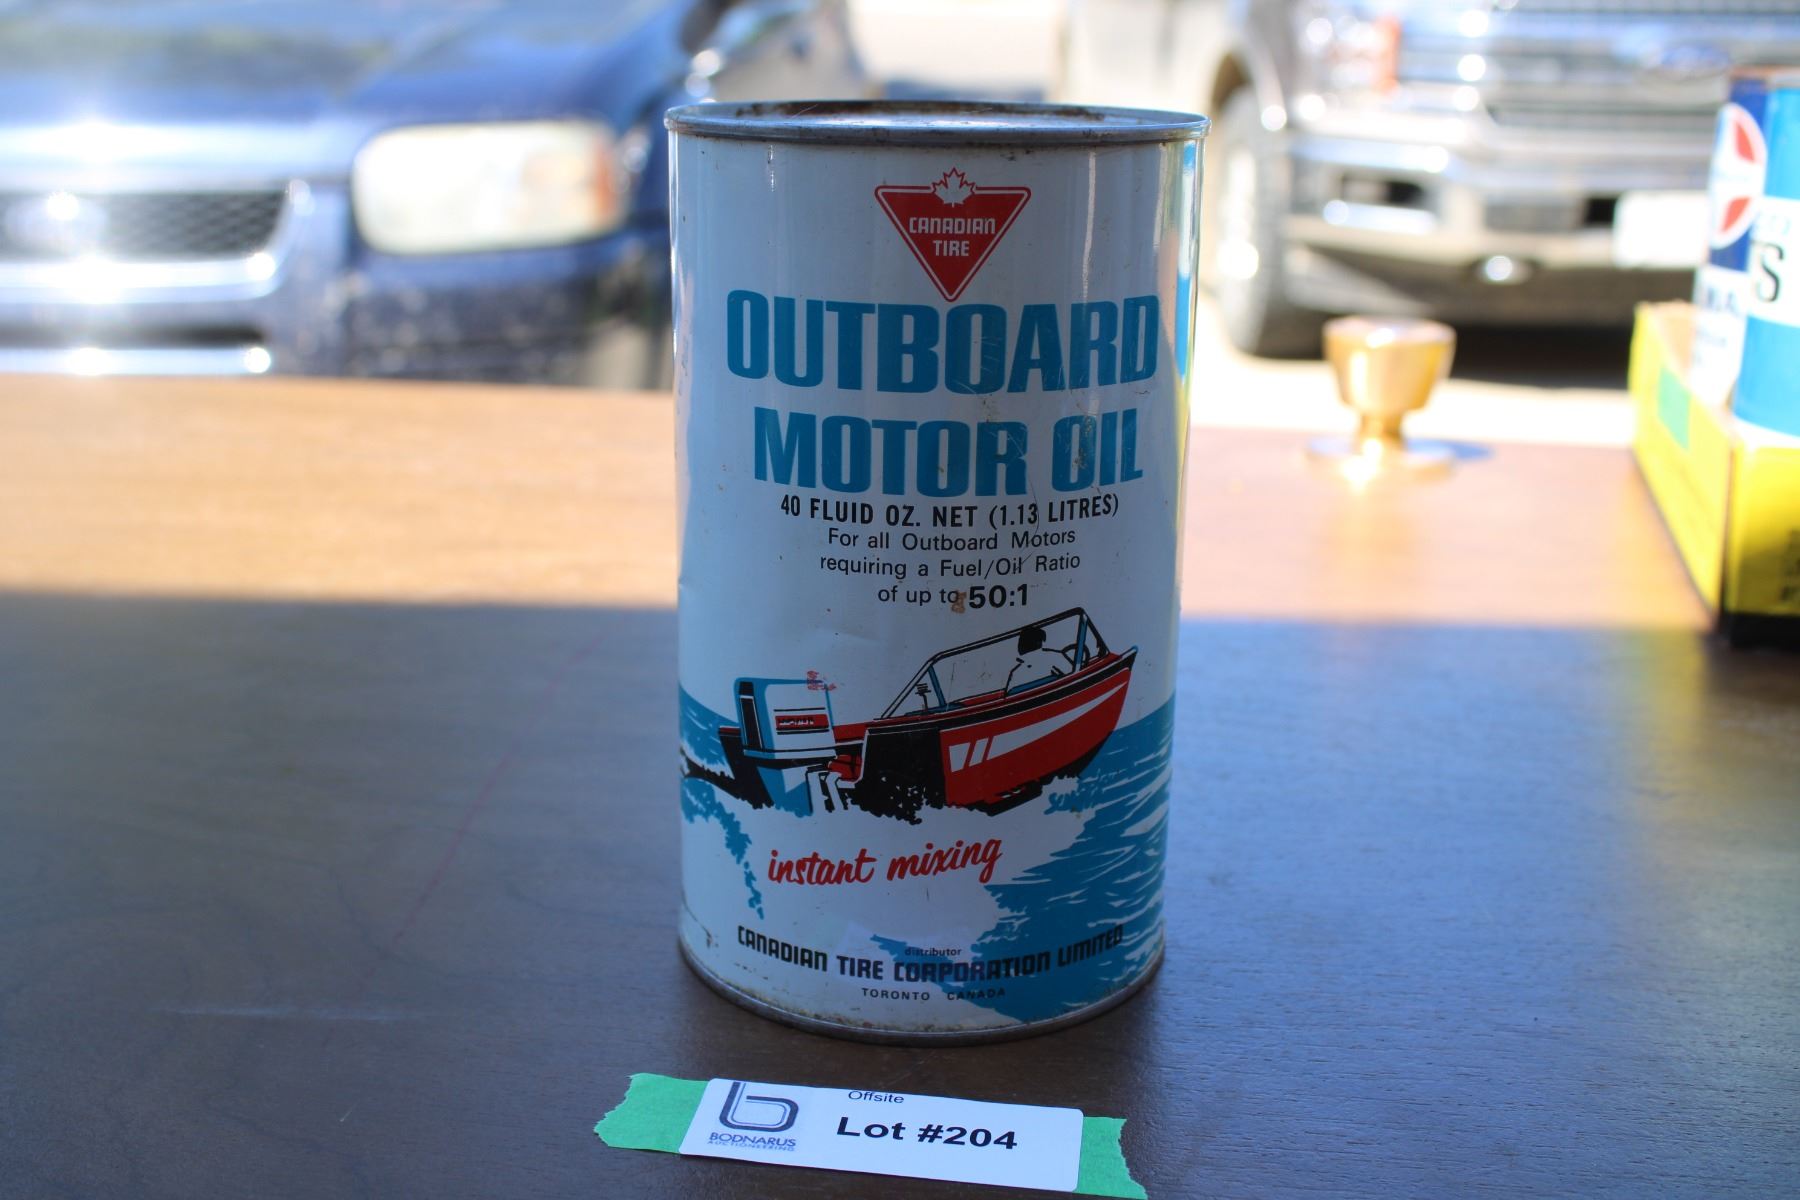 CANADIAN
TIRE
OUTBOARD
MOTOR OIL
40 FLUID OZ. NET (1.13 LITRES)
For all Outboard Motors
requiring a Fuel/Oil Ratio
of up to 50:1
instant mixing
distributor
CANADIAN TIRE CORPORATION LIMITED
TORONTO CANADA
Offsite
Lot #204
BODNARUS
AUCTIONEERING